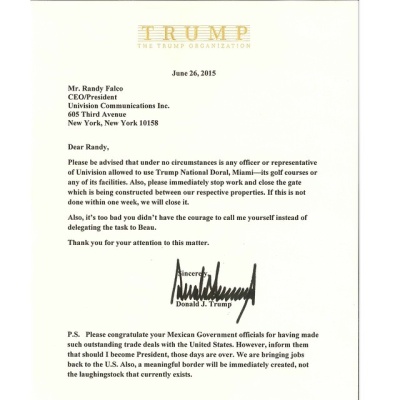 TRUMP
THE TRUMP ORGANIZATION
June 26, 2015
Mr. Randy Falco
CEO/President
Univision Communications Inc.
605 Third Avenue
New York, New York 10158
Dear Randy,
Please be advised that under no circumstances is any officer or representative
of Univision allowed to use Trump National Doral, Miami—its golf courses or
any of its facilities. Also, please immediately stop work and close the gate
which is being constructed between our respective properties. If this is not
done within one week, we will close it.
Also, it's too bad you didn't have the courage to call me yourself instead of
delegating the task to Beau.
Thank you for your attention to this matter.
Sincerely,
Donald J. Trump
P.S. Please congratulate your Mexican Government officials for having made
such outstanding trade deals with the United States. However, inform them
that should I become President, those days are over. We are bringing jobs
back to the U.S. Also, a meaningful border will be immediately created, not
the laughingstock that currently exists.